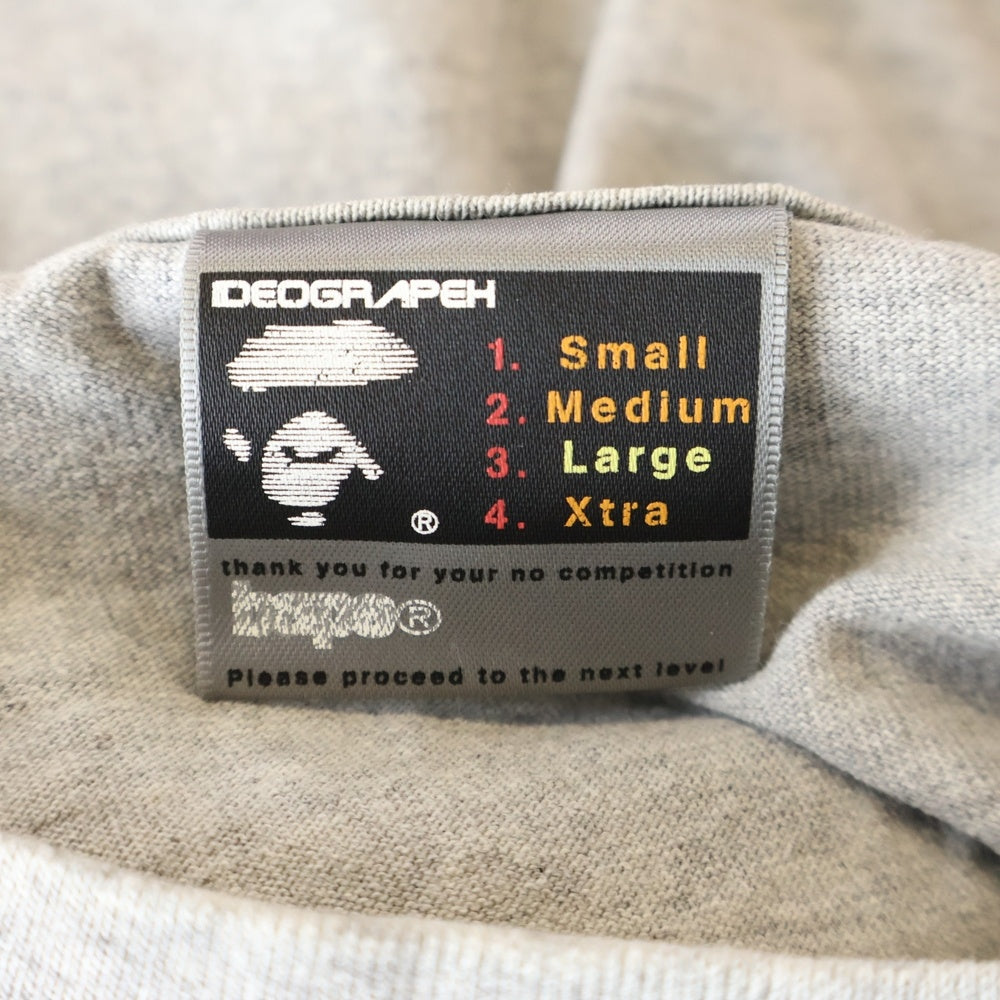 IDEOGRAPEH
1. Small
2. Medium
3. Large
4. Xtra
®
thank you for your no competition
®
Please proceed to the next level